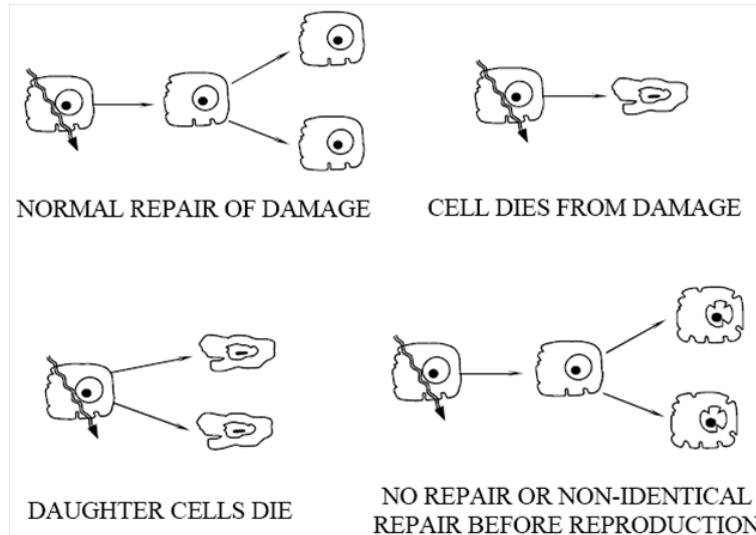 NORMAL REPAIR OF DAMAGE
CELL DIES FROM DAMAGE
DAUGHTER CELLS DIE
NO REPAIR OR NON-IDENTICAL
REPAIR BEFORE REPRODUCTION